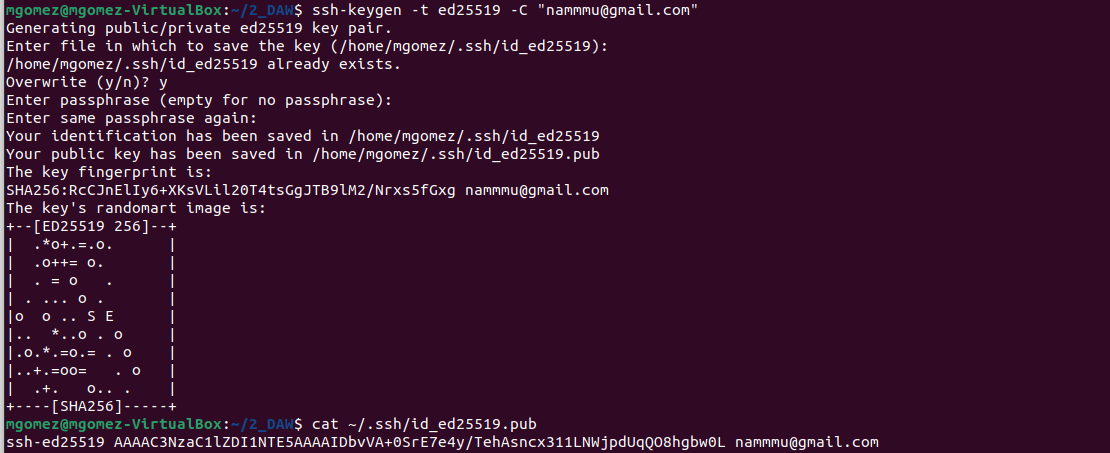 mgomez@mgomez-VirtualBox:~/2_DAW$ ssh-keygen -t ed25519 -C "nammmu@gmail.com"
Generating public/private ed25519 key pair.
Enter file in which to save the key (/home/mgomez/.ssh/id_ed25519):
/home/mgomez/.ssh/id_ed25519 already exists.
Overwrite (y/n)? y
Enter passphrase (empty for no passphrase):
Enter same passphrase again:
Your identification has been saved in /home/mgomez/.ssh/id_ed25519
Your public key has been saved in /home/mgomez/.ssh/id_ed25519.pub
The key fingerprint is:
SHA256:RcCJnElIy6+XKsVLil20T4tsGgJTB9lM2/Nrxs5fGxg nammmu@gmail.com
The key's randomart image is:
+--[ED25519 256]--+
|  .*o+.=.o.      |
|  .o++= o.       |
|  . = o   .      |
| . ... o .       |
|o  o .. S E      |
|..  *..o . o     |
|.o.*.=o.= . o    |
|..+.=oo=   . o   |
|  .+.   o.. .    |
+----[SHA256]-----+
mgomez@mgomez-VirtualBox:~/2_DAW$ cat ~/.ssh/id_ed25519.pub
ssh-ed25519 AAAAC3NzaC1lZDI1NTE5AAAAIDbvVA+0SrE7e4y/TehAsncx311LNWjpdUqQO8hgbw0L nammmu@gmail.com